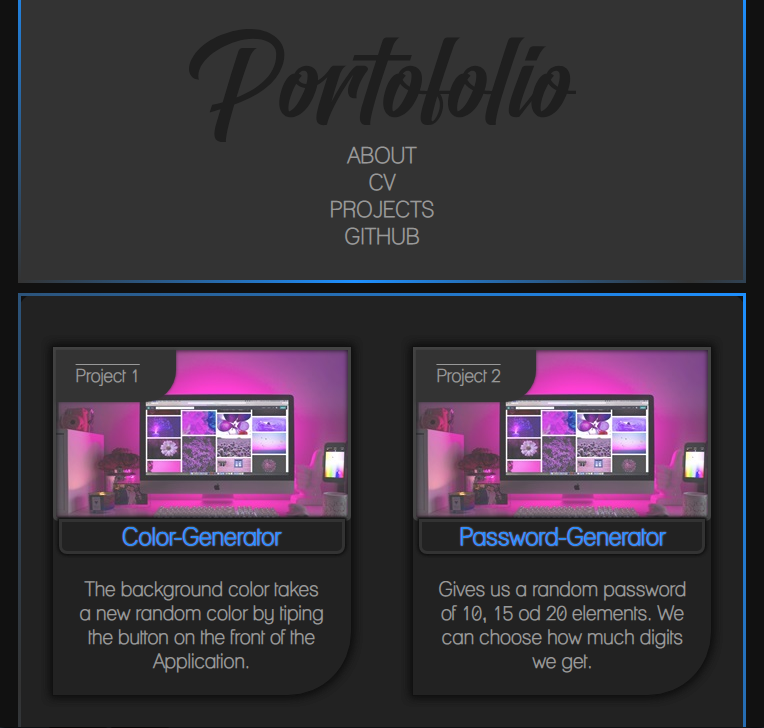 Portofolio
ABOUT
CV
PROJECTS
GITHUB
Project 1
Color-Generator
The background color takes
a new random color by tiping
the button on the front of the
Application.
Project 2
Password-Generator
Gives us a random password
of 10, 15 od 20 elements. We
can choose how much digits
we get.